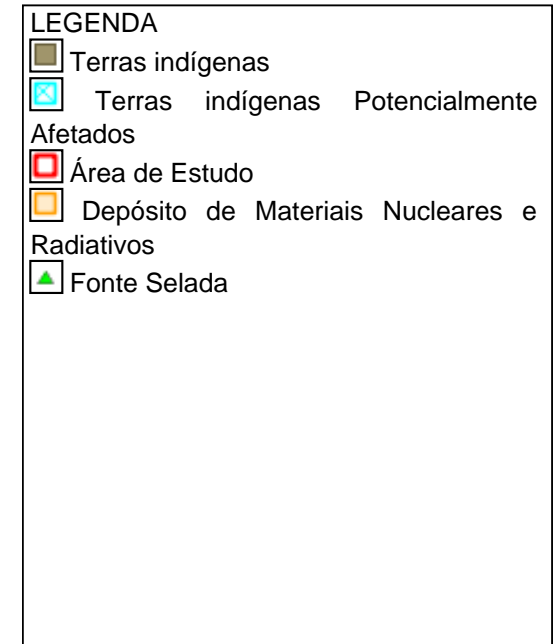 LEGENDA
Terras indígenas
Terras indígenas Potencialmente
Afetados
Área de Estudo
Depósito de Materiais Nucleares e
Radiativos
Fonte Selada